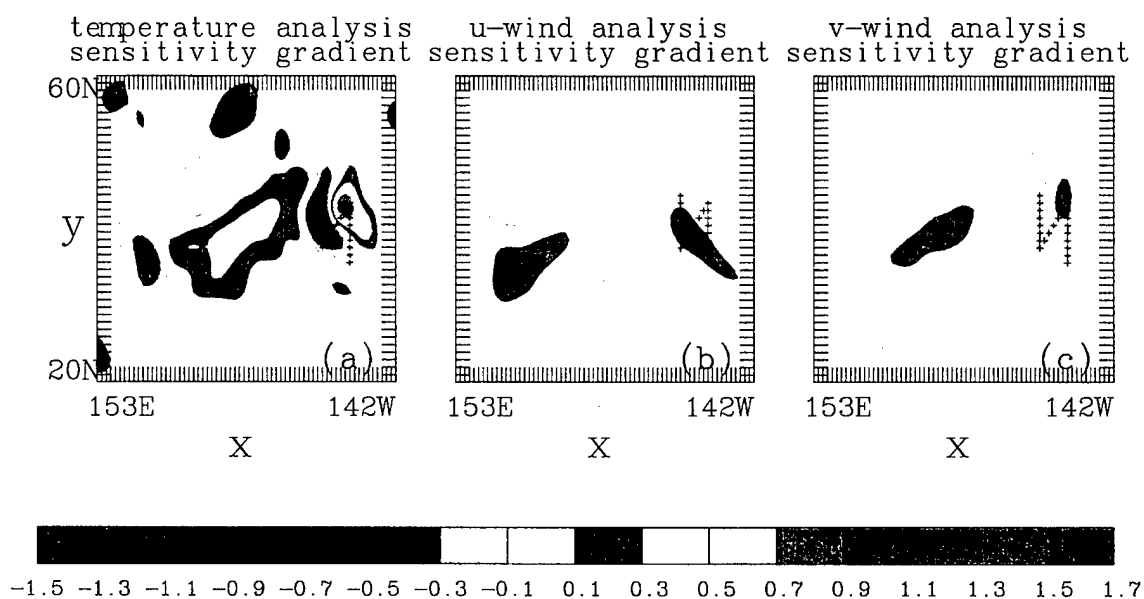 temperature analysis
sensitivity gradient
u-wind analysis
sensitivity gradient
v-wind analysis
sensitivity gradient
60N
y
20N
(a)
(b)
(c)
153E
142W
153E
142W
153E
142W
X
X
X
-1.5 -1.3 -1.1 -0.9 -0.7 -0.5 -0.3 -0.1 0.1 0.3 0.5 0.7 0.9 1.1 1.3 1.5 1.7